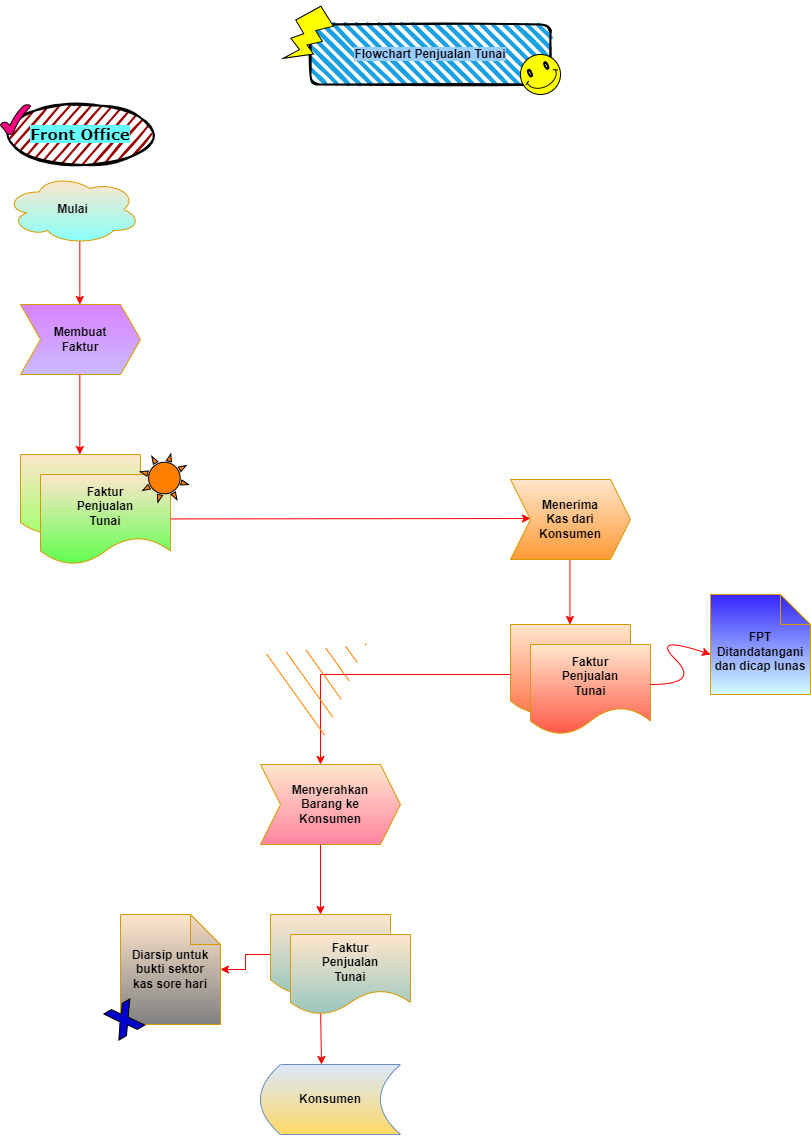 Flowchart Penjualan Tunai
Front Office
Mulai
Membuat
Faktur
Faktur
Penjualan
Tunai
Menerima
Kas dari
Konsumen
Faktur
Penjualan
Tunai
FPT
Ditandatangani
dan dicap lunas
Menyerahkan
Barang ke
Konsumen
Faktur
Penjualan
Tunai
Diarsip untuk
bukti sektor
kas sore hari
Konsumen